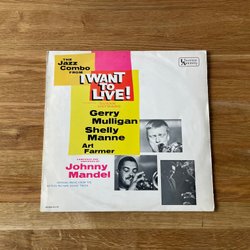 THE
JAZZ
COMBO
FROM
I WANT
TO
LIVE!
Gerry
Mulligan
Shelly
Manne
Art
Farmer
Johnny
Mandel